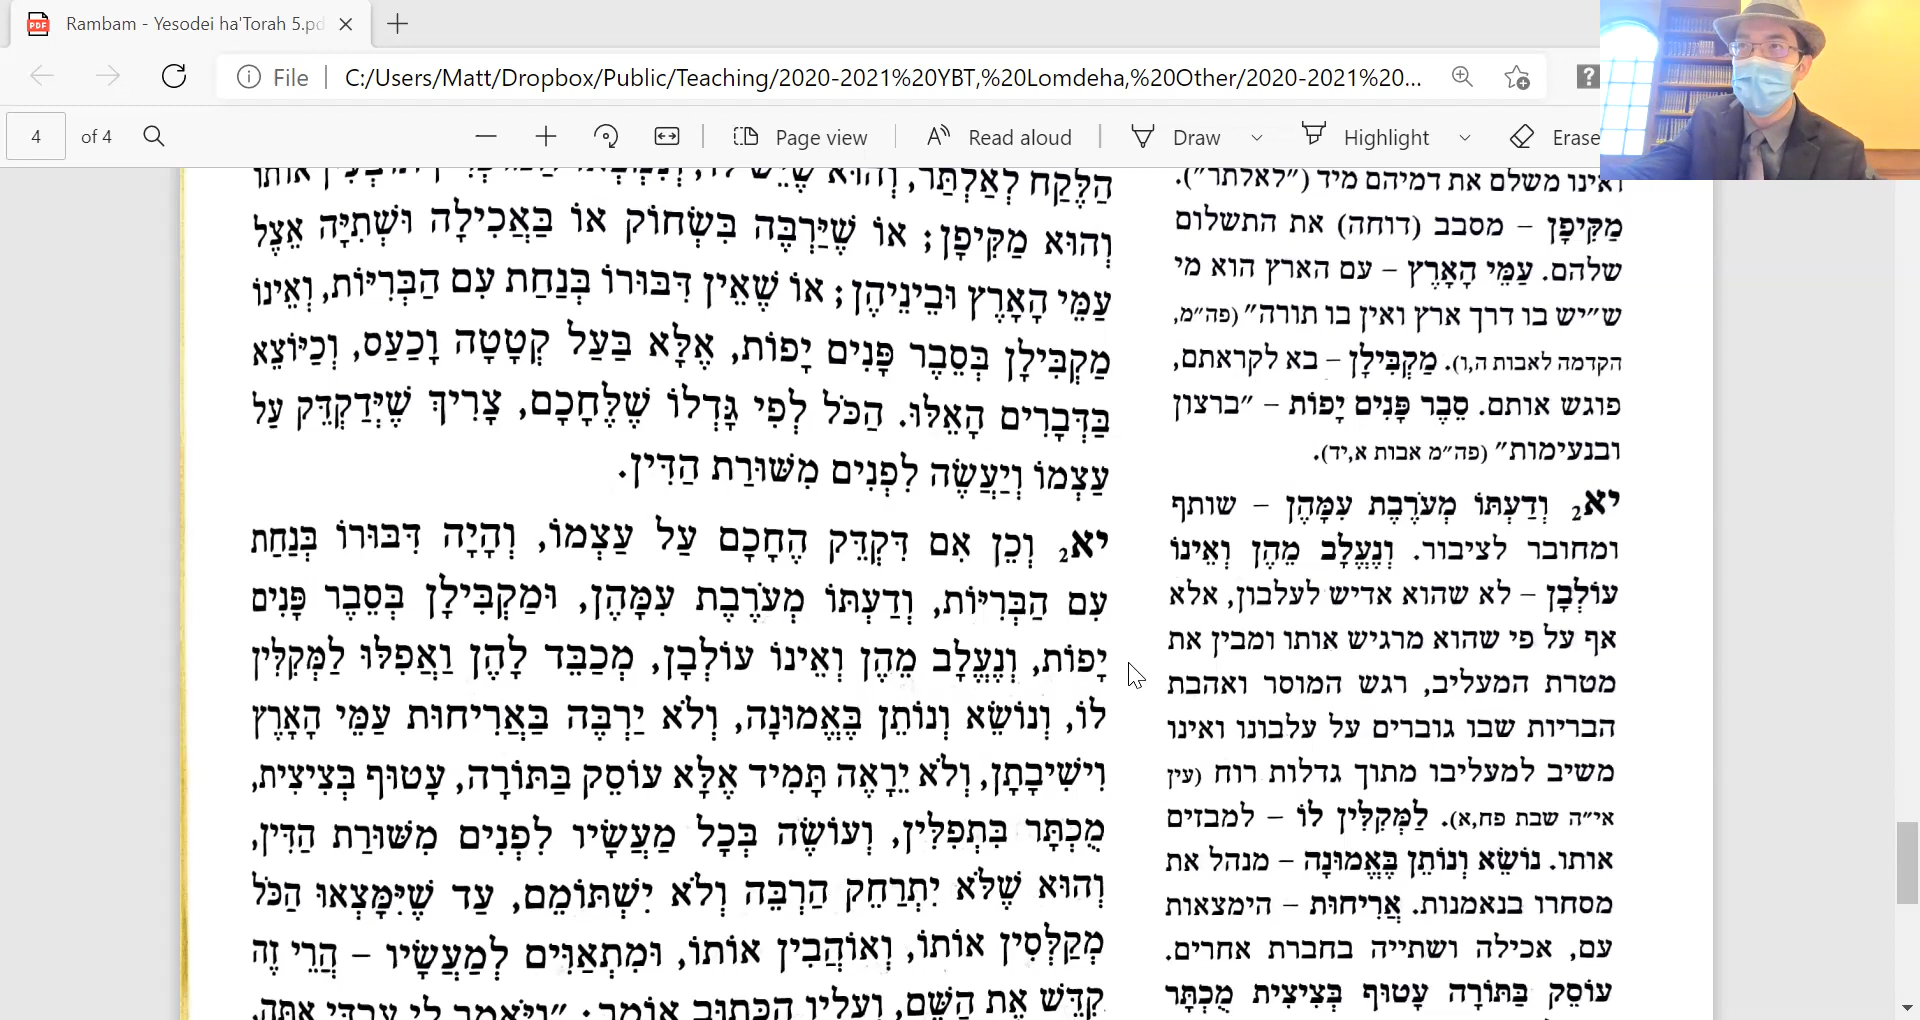 Rambam - Yesodei ha'Torah 5.pd
PDF
File
C:/Users/Matt/Dropbox/Public/Teaching/2020-2021%20YBT,%20Lomdeha,%20Other/2020-2021%20...
4 of 4
Page view
Read aloud
Draw
Highlight
Erase
הַלֶּקַח לְאַלְתַּר, וְהוּא
וְהוּא מַקִּיפָן; אוֹ שֶׁיַּרְבֶּה בִּשְׂחוֹק אוֹ בַּאֲכִילָה וּשְׁתִיָּה אֵצֶל
עַמֵּי הָאָרֶץ וּבֵינֵיהֶן; אוֹ שֶׁאֵין דִּבּוּרוֹ בְּנַחַת עִם הַבְּרִיּוֹת, וְאֵינוֹ
מַקְבִּילָן בְּסֵבֶר פָּנִים יָפוֹת, אֶלָּא בַּעַל קְטָטָה וָכַעַס, וְכַיּוֹצֵא
בַּדְּבָרִים הָאֵלּוּ. הַכֹּל לְפִי גָּדְלוֹ שֶׁלֶּחָכָם, צָרִיךְ שֶׁיְּדַקְדֵּק עַל
עַצְמוֹ וְיַעֲשֶׂה לִפְנִים מִשּׁוּרַת הַדִּין.
יא2 וְכֵן אִם דִּקְדֵּק הֶחָכָם עַל עַצְמוֹ, וְהָיָה דִּבּוּרוֹ בְּנַחַת
עִם הַבְּרִיּוֹת, וְדַעְתּוֹ מְעֹרֶבֶת עִמָּהֶן, וּמַקְבִּילָן בְּסֵבֶר פָּנִים
יָפוֹת, וְנֶעֱלָב מֵהֶן וְאֵינוֹ עוֹלְבָן, מְכַבֵּד לָהֶן וַאֲפִלּוּ לַמְּקִלִּין
לוֹ, וְנוֹשֵׂא וְנוֹתֵן בֶּאֱמוּנָה, וְלֹא יַרְבֶּה בַּאֲרִיחוּת עַמֵּי הָאָרֶץ
וִישִׁיבָתָן, וְלֹא יֵרָאֶה תָּמִיד אֶלָּא עוֹסֵק בַּתּוֹרָה, עָטוּף בְּצִיצִית,
מֻכְתָּר בִּתְפִלִּין, וְעוֹשֶׂה בְּכָל מַעֲשָׂיו לִפְנִים מִשּׁוּרַת הַדִּין,
וְהוּא שֶׁלֹּא יִתְרַחֵק הַרְבֵּה וְלֹא יִשְׁתּוֹמֵם, עַד שֶׁיִּמָּצְאוּ הַכֹּל
מְקַלְּסִין אוֹתוֹ, וְאוֹהֲבִין אוֹתוֹ, וּמִתְאַוִּים לְמַעֲשָׂיו – הֲרֵי זֶה
קִדֵּשׁ אֶת הַשֵּׁם, וְעָלָיו הַכָּתוּב אוֹמֵר: "וַיֹּאמֶר לִי עַבְדִּי אָתָּה,
ואינו משלם את דמיהם מיד ("לאלתר").
מַקִּיפָן – מסבב (דוחה) את התשלום
שלהם. עַמֵּי הָאָרֶץ – עם הארץ הוא מי
ש"יש בו דרך ארץ ואין בו תורה" (פה"מ,
הקדמה לאבות ה,ו). מַקְבִּילָן – בא לקראתם,
פוגש אותם. סֵבֶר פָּנִים יָפוֹת – "ברצון
ובנעימות" (פה"מ אבות א,יד).
יא2 וְדַעְתּוֹ מְעֹרֶבֶת עִמָּהֶן – שותף
ומחובר לציבור. וְנֶעֱלָב מֵהֶן וְאֵינוֹ
עוֹלְבָן – לא שהוא אדיש לעלבון, אלא
אף על פי שהוא מרגיש אותו ומבין את
מטרת המעליב, רגש המוסר ואהבת
הבריות שבו גוברים על עלבונו ואינו
משיב למעליבו מתוך גדלות רוח (עין
אי"ה שבת פח,א). לַמְּקִלִּין לוֹ – למבזים
אותו. נוֹשֵׂא וְנוֹתֵן בֶּאֱמוּנָה – מנהל את
מסחרו בנאמנות. אֲרִיחוּת – הימצאות
עם, אכילה ושתייה בחברת אחרים.
עוֹסֵק בַּתּוֹרָה עָטוּף בְּצִיצִית מֻכְתָּר